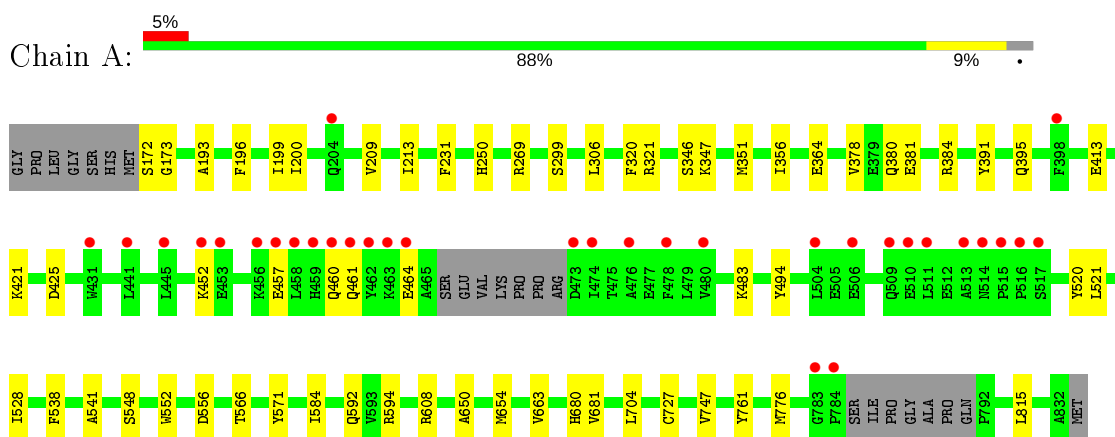 5%
Chain A:
88% 9% •
GLY PRO LEU GLY SER HIS MET S172 G173 A193 F196 I199 I200 Q204 V209 I213 F231 H250 R269 S299 L306 F320 R321 S346 K347 M351 I356 E364 V378 E379 Q380 E381 R384 Y391 Q395 F398 E413
K421 D425 W431 L441 L445 K452 E453 K456 E457 L458 H459 Q460 Q461 Y462 K463 E464 A465 SER GLU VAL LYS PRO PRO ARG D473 I474 T475 A476 E477 F478 L479 V480 K483 Y494 L504 E505 E506 Q509 E510 L511 E512 A513 N514 P515 P516 S517 Y520 L521
I528 F538 A541 S548 W552 D556 T566 Y571 I584 Q592 V593 R594 R608 A650 M654 V663 H680 V681 L704 C727 V747 Y761 M776 G783 P784 SER ILE PRO GLY ALA PRO GLN P792 L815 A832 MET